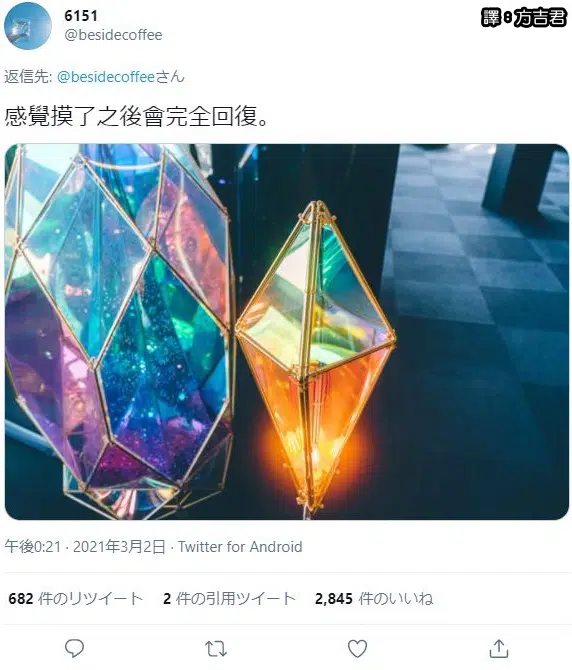 6151
@besidecoffee
譯8方吉君
返信先: @besidecoffeeさん
感覺摸了之後會完全回復。
午後0:21 · 2021年3月2日 · Twitter for Android
682 件のリツイート 2 件の引用ツイート 2,845 件のいいね